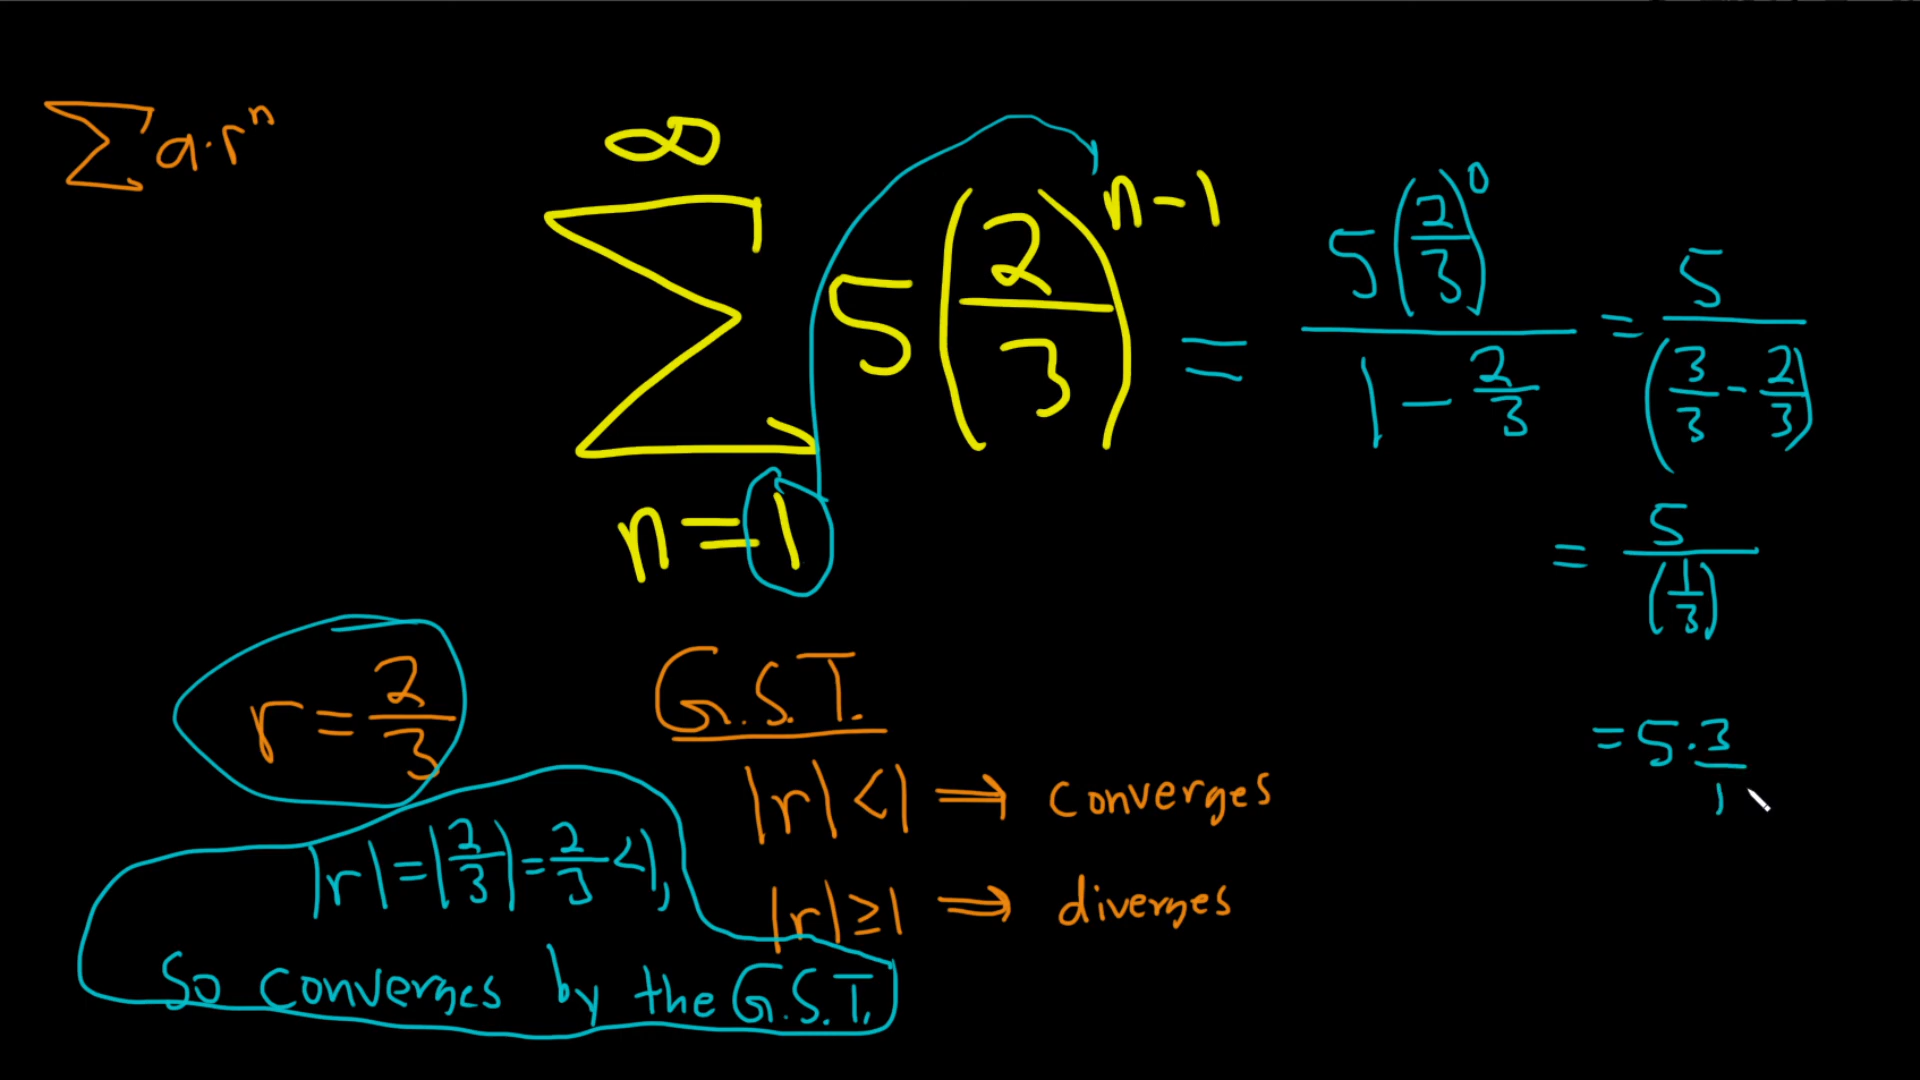 ∑ a·rⁿ
∞
∑ 5(2/3)ⁿ⁻¹ = 5(2/3)⁰ / (1 - 2/3) = 5 / (3/3 - 2/3)
n=1
= 5 / (1/3)
= 5·3/1
r = 2/3
G.S.T.
|r| <1 ⇒ converges
|r| = |2/3| = 2/3 <1,
|r| ≥1 ⇒ diverges
So converges by the G.S.T.